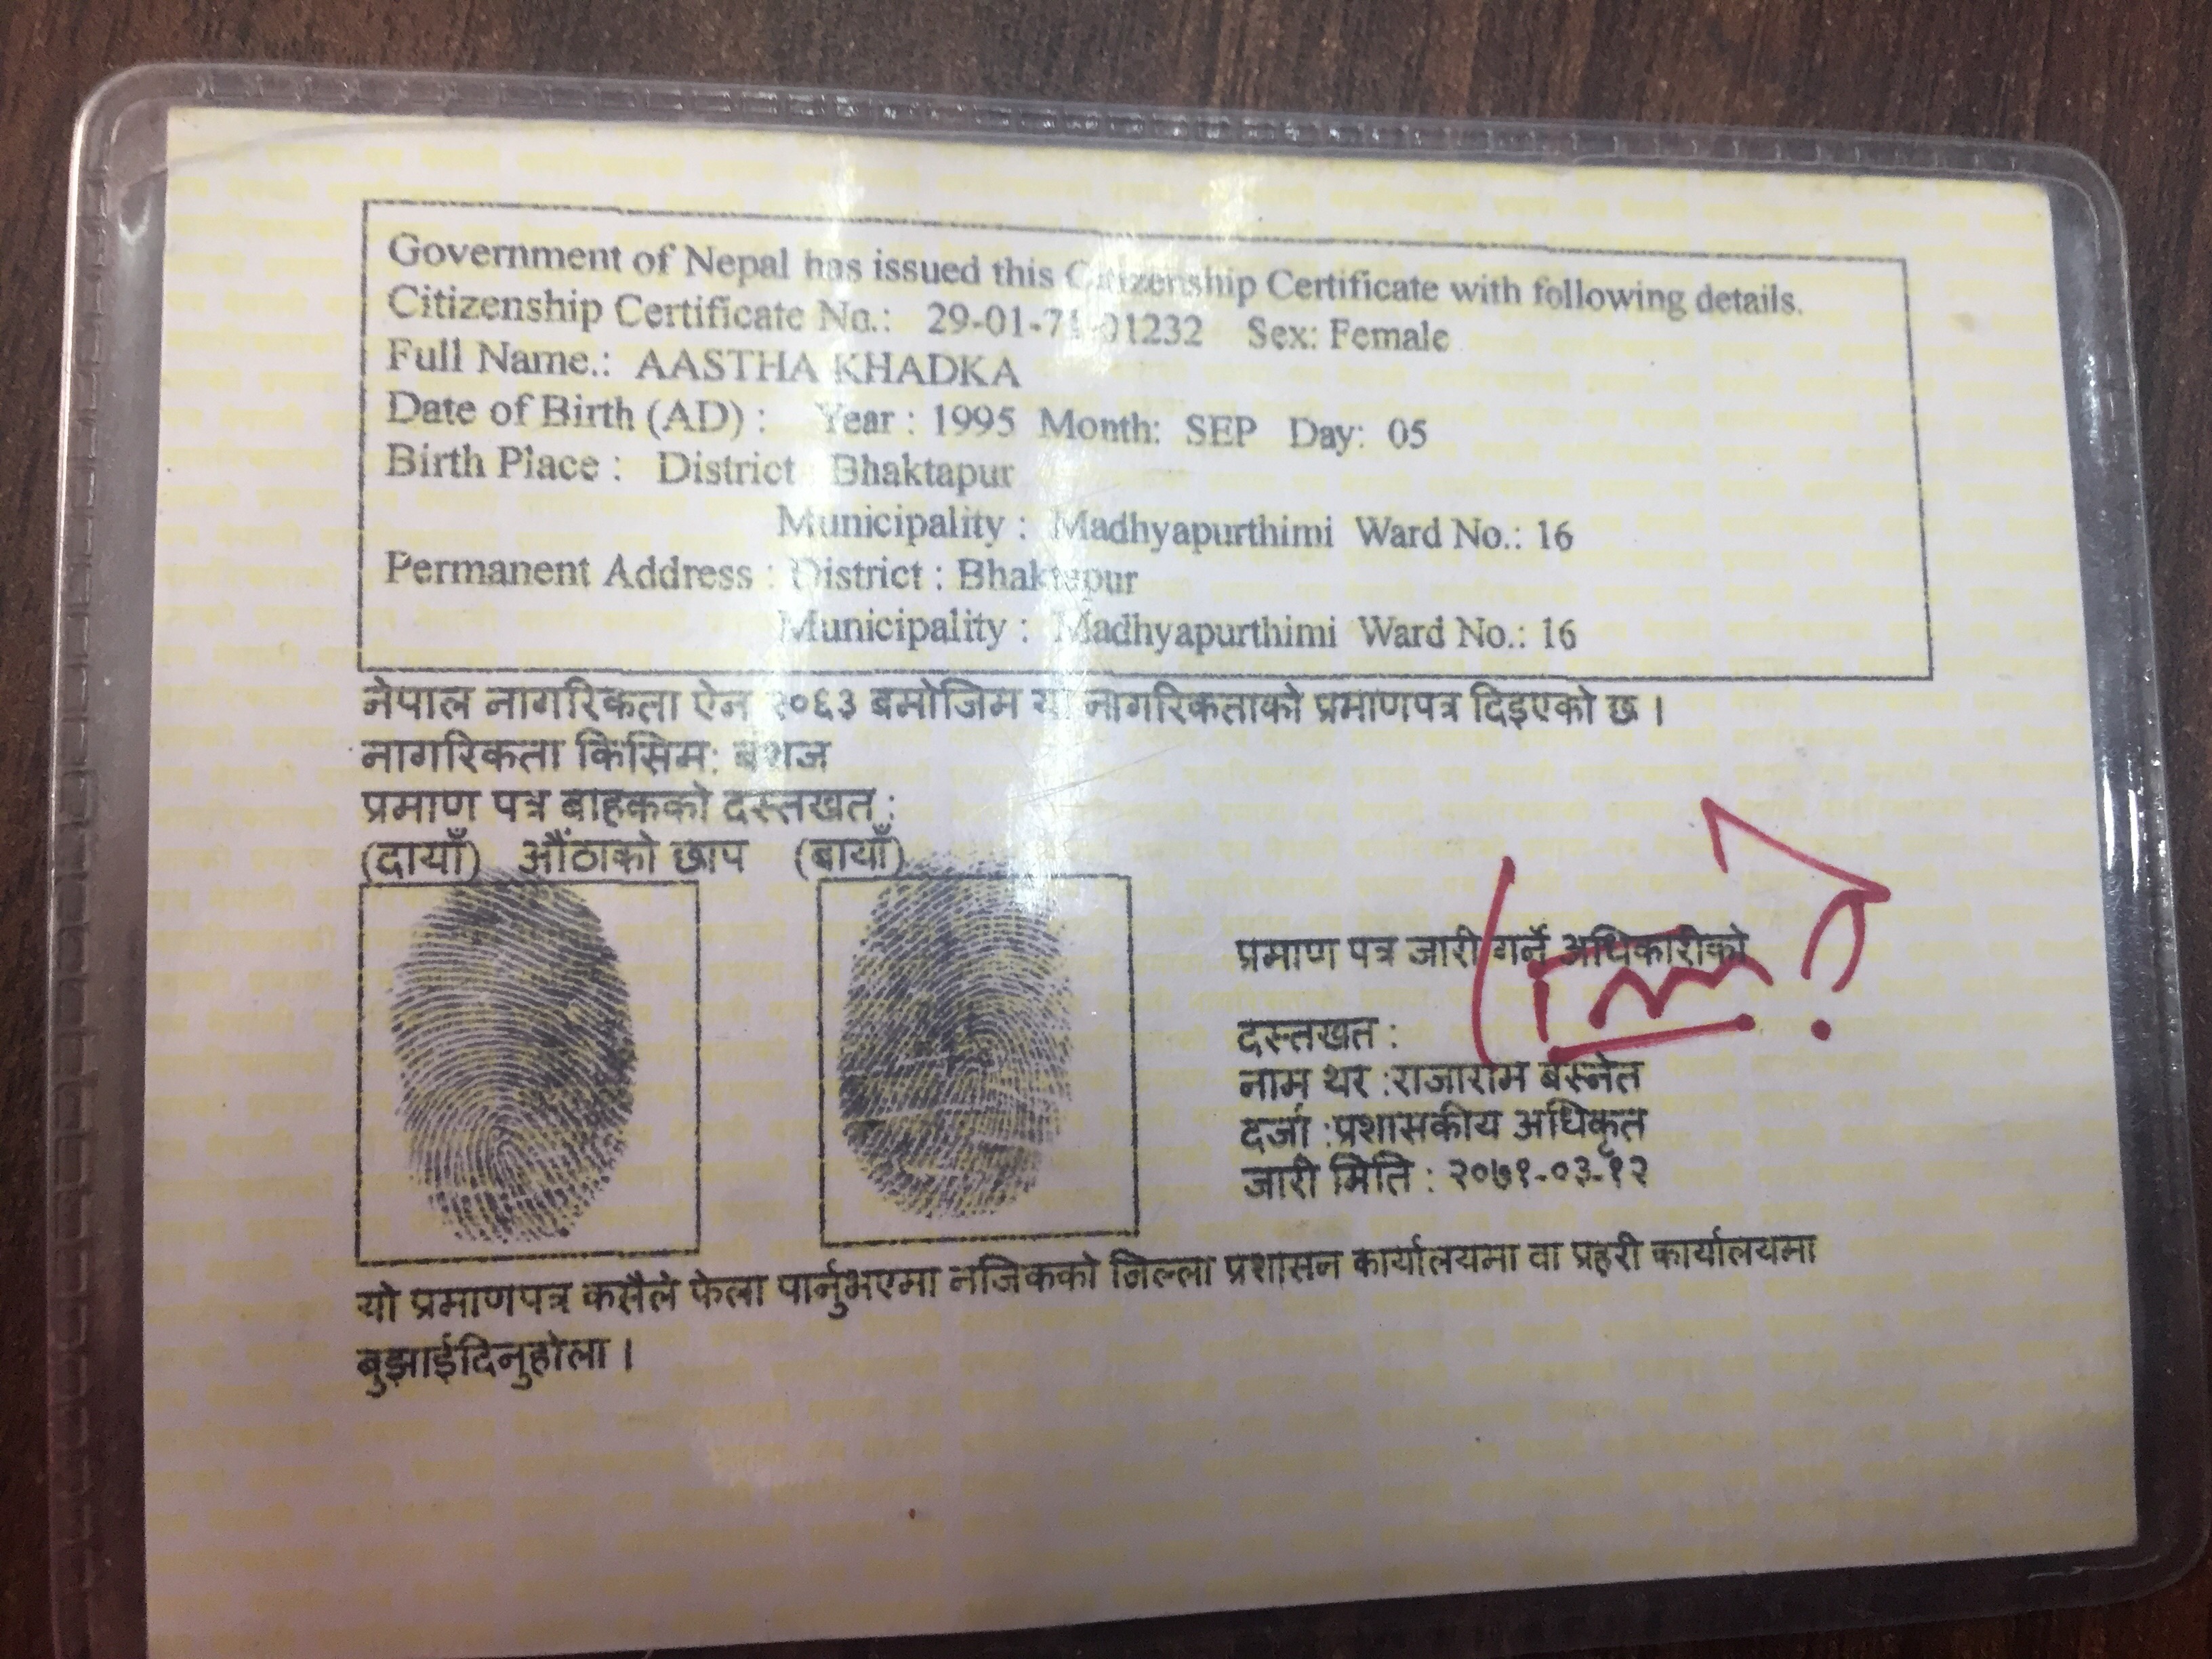 Government of Nepal has issued this Citizenship Certificate with following details.
Citizenship Certificate No.: 29-01-71-01232 Sex: Female
Full Name.: AASTHA KHADKA
Date of Birth (AD) : Year : 1995 Month: SEP Day: 05
Birth Place : District : Bhaktapur
Municipality : Madhyapurthimi Ward No.: 16
Permanent Address : District : Bhaktapur
Municipality : Madhyapurthimi Ward No.: 16
नेपाल नागरिकता ऐन २०६३ बमोजिम यो नागरिकताको प्रमाणपत्र दिइएको छ ।
नागरिकता किसिम: बंशज
प्रमाण पत्र बाहकको दस्तखत् :
(दायाँ) औंठाको छाप (बायाँ)
प्रमाण पत्र जारी गर्ने अधिकारीको
दस्तखत :
नाम थर :राजाराम बस्नेत
दर्जा :प्रशासकीय अधिकृत
जारी मिति : २०७१-०३-१२
यो प्रमाणपत्र कसैले फेला पार्नुभएमा नजिकको जिल्ला प्रशासन कार्यालयमा वा प्रहरी कार्यालयमा
बुझाईदिनुहोला ।